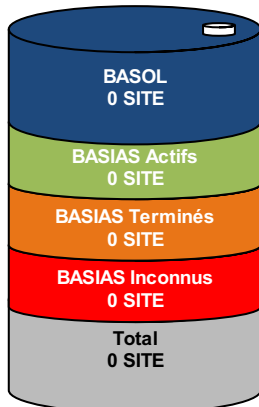 BASOL
0 SITE
BASIAS Actifs
0 SITE
BASIAS Terminés
0 SITE
BASIAS Inconnus
0 SITE
Total
0 SITE